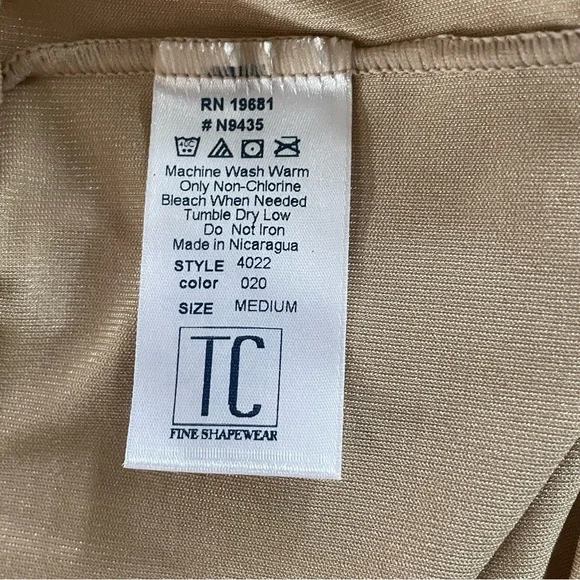 RN 19681
# N9435
40C
Machine Wash Warm
Only Non-Chlorine
Bleach When Needed
Tumble Dry Low
Do Not Iron
Made in Nicaragua
STYLE 4022
color 020
SIZE MEDIUM
TC
FINE SHAPEWEAR